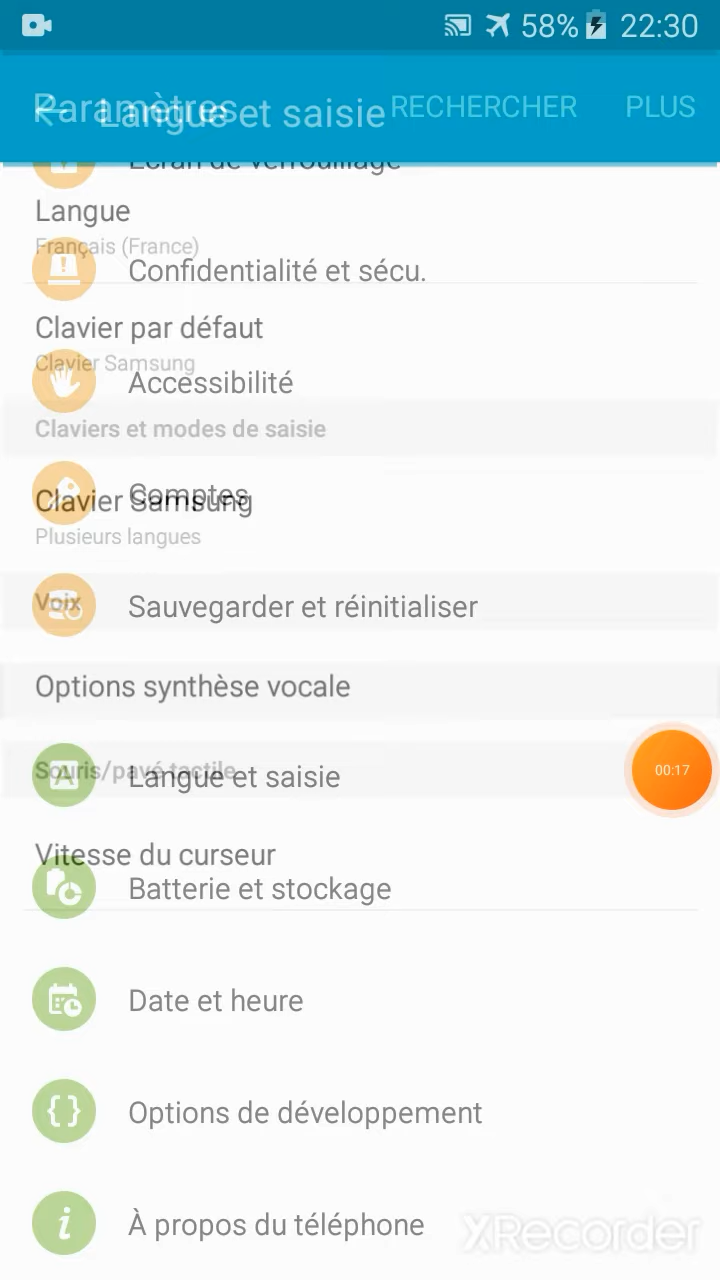 58% 22:30
Paramètres
Langue et saisie
RECHERCHER PLUS
Écran de verrouillage
Langue
Français (France)
Confidentialité et sécu.
Clavier par défaut
Clavier Samsung
Accessibilité
Claviers et modes de saisie
Comptes
Clavier Samsung
Plusieurs langues
Voix
Sauvegarder et réinitialiser
Options synthèse vocale
Souris/pavé tactile
Langue et saisie
00:17
Vitesse du curseur
Batterie et stockage
Date et heure
Options de développement
À propos du téléphone
XRecorder